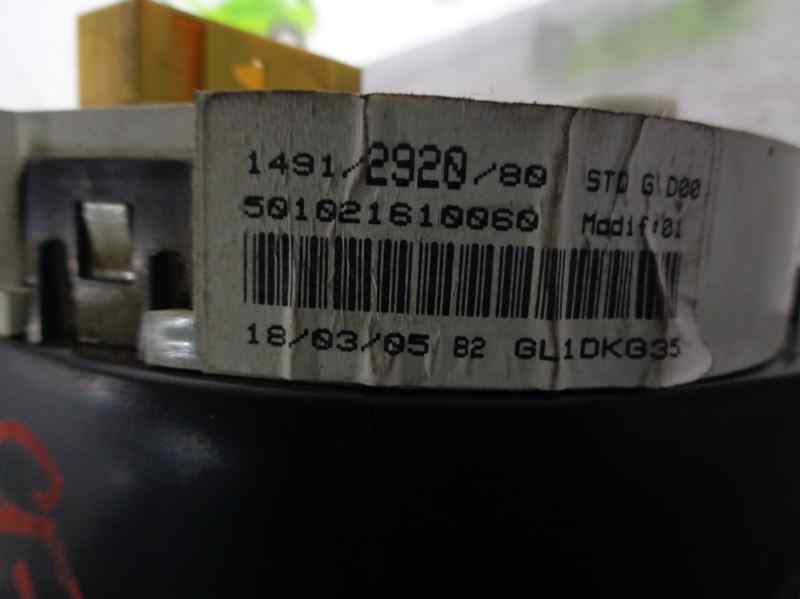 1491/2920/80 STD G D00
501021610060 Modif:01
18/03/05 B2 GL1DKG35